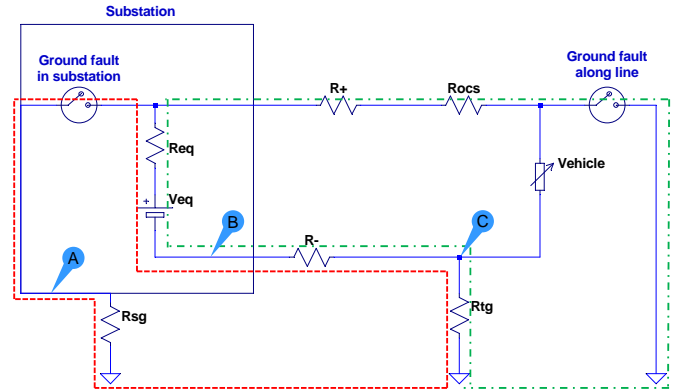 Substation
Ground fault
in substation
Ground fault
along line
R+
Rocs
Req
Vehicle
+
Veq
B
C
R-
A
Rsg
Rtg